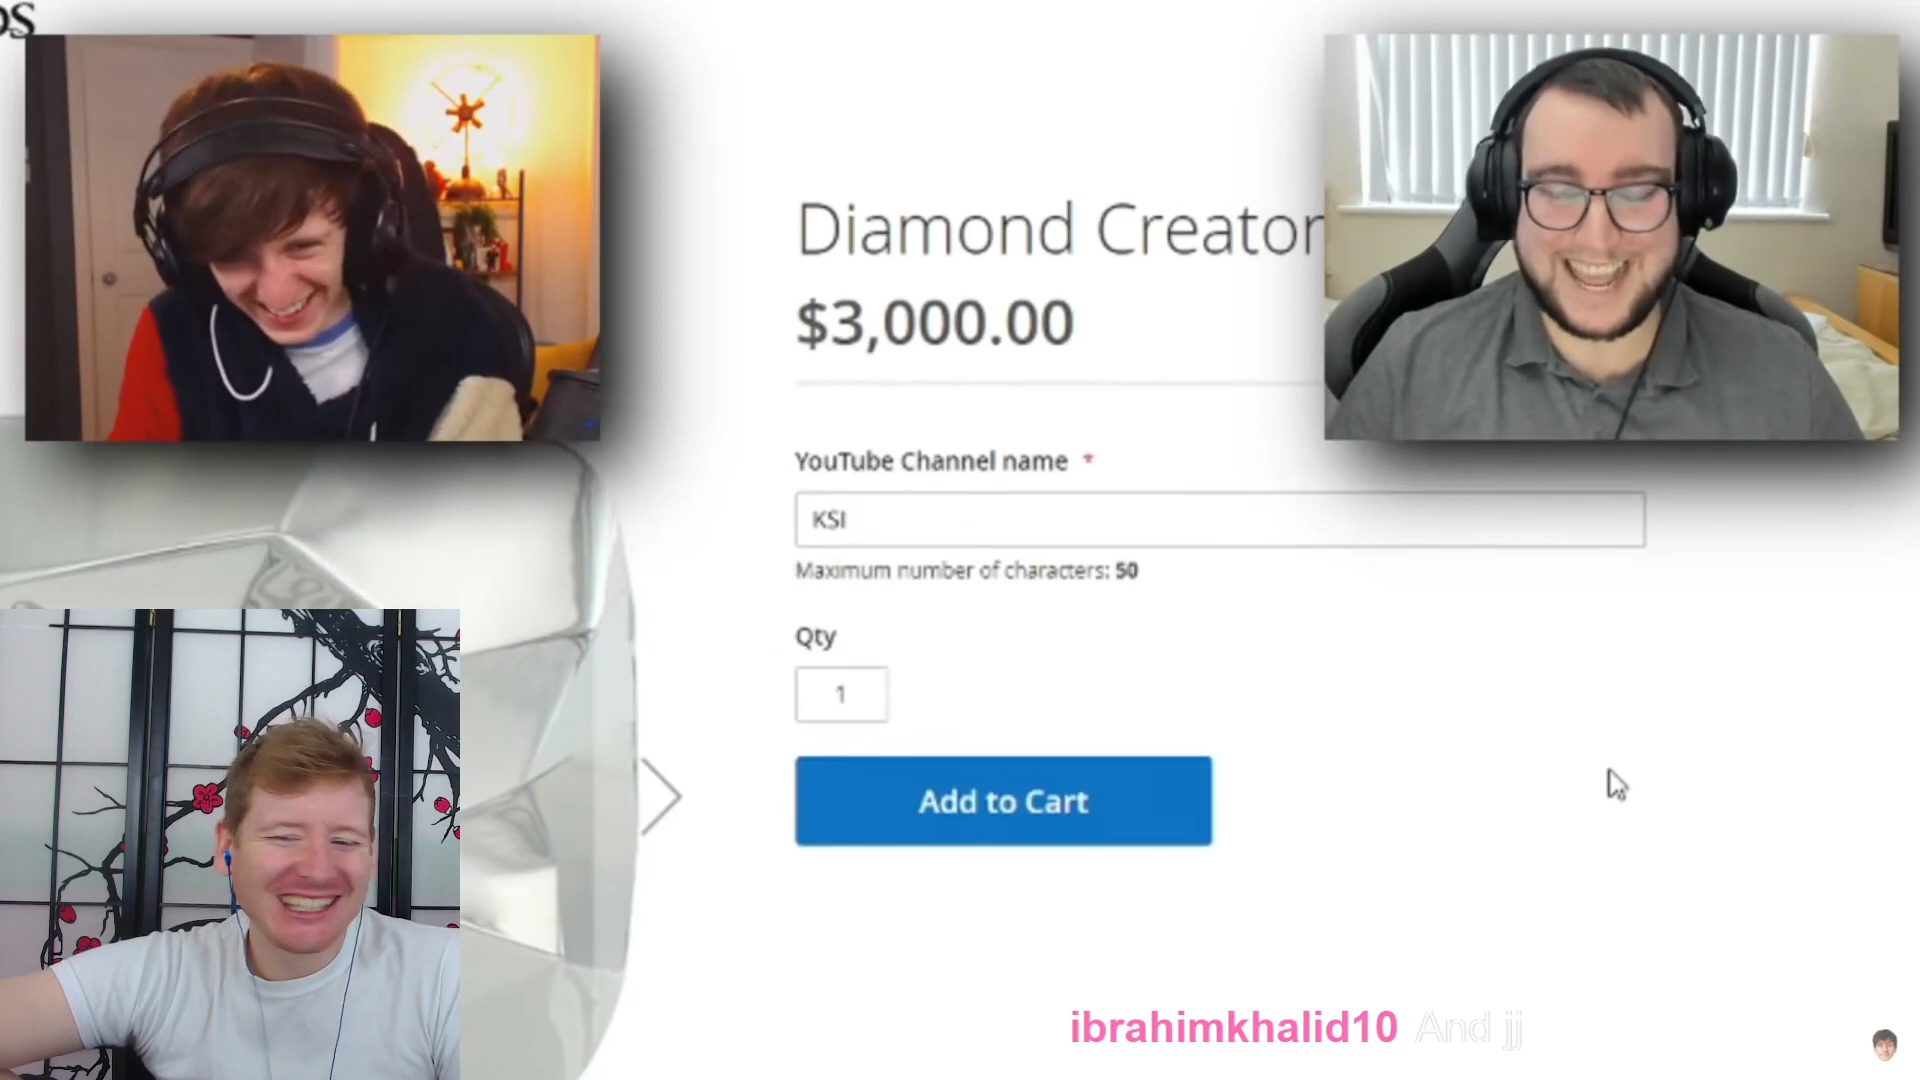 Diamond Creator
$3,000.00
YouTube Channel name *
KSI
Maximum number of characters: 50
Qty
1
Add to Cart
ibrahimkhalid10 And jj